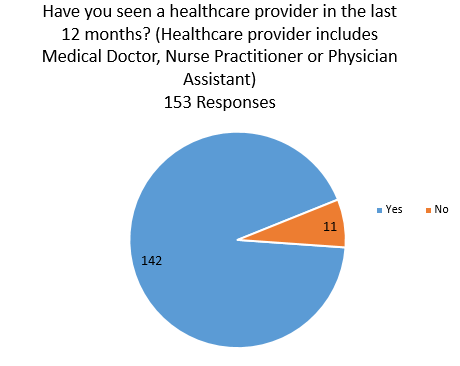 Have you seen a healthcare provider in the last
12 months? (Healthcare provider includes
Medical Doctor, Nurse Practitioner or Physician
Assistant)
153 Responses
Yes
No
11
142